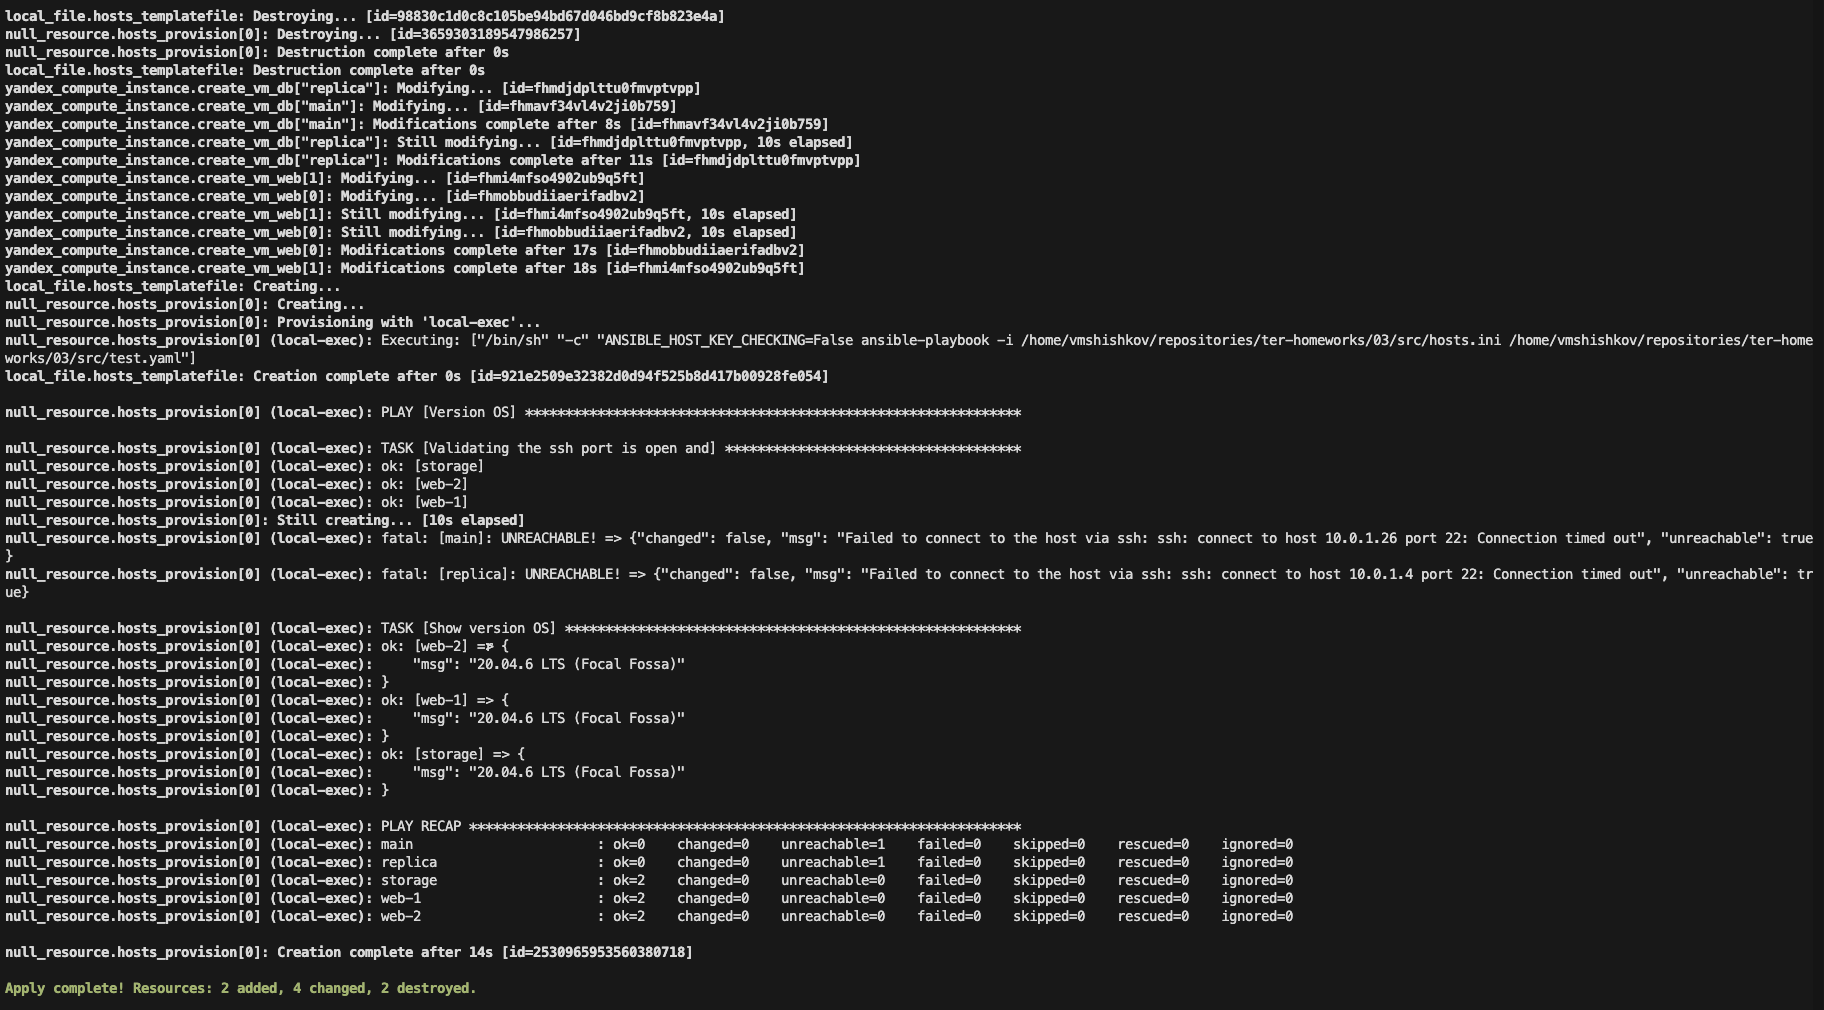 local_file.hosts_templatefile: Destroying... [id=98830c1d0c8c105be94bd67d046bd9cf8b823e4a]
null_resource.hosts_provision[0]: Destroying... [id=3659303189547986257]
null_resource.hosts_provision[0]: Destruction complete after 0s
local_file.hosts_templatefile: Destruction complete after 0s
yandex_compute_instance.create_vm_db["replica"]: Modifying... [id=fhmdjdplttu0fmvptvpp]
yandex_compute_instance.create_vm_db["main"]: Modifying... [id=fhmavf34vl4v2ji0b759]
yandex_compute_instance.create_vm_db["main"]: Modifications complete after 8s [id=fhmavf34vl4v2ji0b759]
yandex_compute_instance.create_vm_db["replica"]: Still modifying... [id=fhmdjdplttu0fmvptvpp, 10s elapsed]
yandex_compute_instance.create_vm_db["replica"]: Modifications complete after 11s [id=fhmdjdplttu0fmvptvpp]
yandex_compute_instance.create_vm_web[1]: Modifying... [id=fhmi4mfso4902ub9q5ft]
yandex_compute_instance.create_vm_web[0]: Modifying... [id=fhmobbudiiaerifadbv2]
yandex_compute_instance.create_vm_web[1]: Still modifying... [id=fhmi4mfso4902ub9q5ft, 10s elapsed]
yandex_compute_instance.create_vm_web[0]: Still modifying... [id=fhmobbudiiaerifadbv2, 10s elapsed]
yandex_compute_instance.create_vm_web[0]: Modifications complete after 17s [id=fhmobbudiiaerifadbv2]
yandex_compute_instance.create_vm_web[1]: Modifications complete after 18s [id=fhmi4mfso4902ub9q5ft]
local_file.hosts_templatefile: Creating...
null_resource.hosts_provision[0]: Creating...
null_resource.hosts_provision[0]: Provisioning with 'local-exec'...
null_resource.hosts_provision[0] (local-exec): Executing: ["/bin/sh" "-c" "ANSIBLE_HOST_KEY_CHECKING=False ansible-playbook -i /home/vmshishkov/repositories/ter-homeworks/03/src/hosts.ini /home/vmshishkov/repositories/ter-home
works/03/src/test.yaml"]
local_file.hosts_templatefile: Creation complete after 0s [id=921e2509e32382d0d94f525b8d417b00928fe054]
null_resource.hosts_provision[0] (local-exec): PLAY [Version OS] **************************************************************
null_resource.hosts_provision[0] (local-exec): TASK [Validating the ssh port is open and] *************************************
null_resource.hosts_provision[0] (local-exec): ok: [storage]
null_resource.hosts_provision[0] (local-exec): ok: [web-2]
null_resource.hosts_provision[0] (local-exec): ok: [web-1]
null_resource.hosts_provision[0]: Still creating... [10s elapsed]
null_resource.hosts_provision[0] (local-exec): fatal: [main]: UNREACHABLE! => {"changed": false, "msg": "Failed to connect to the host via ssh: ssh: connect to host 10.0.1.26 port 22: Connection timed out", "unreachable": true
}
null_resource.hosts_provision[0] (local-exec): fatal: [replica]: UNREACHABLE! => {"changed": false, "msg": "Failed to connect to the host via ssh: ssh: connect to host 10.0.1.4 port 22: Connection timed out", "unreachable": tr
ue}
null_resource.hosts_provision[0] (local-exec): TASK [Show version OS] *********************************************************
null_resource.hosts_provision[0] (local-exec): ok: [web-2] => {
null_resource.hosts_provision[0] (local-exec):     "msg": "20.04.6 LTS (Focal Fossa)"
null_resource.hosts_provision[0] (local-exec): }
null_resource.hosts_provision[0] (local-exec): ok: [web-1] => {
null_resource.hosts_provision[0] (local-exec):     "msg": "20.04.6 LTS (Focal Fossa)"
null_resource.hosts_provision[0] (local-exec): }
null_resource.hosts_provision[0] (local-exec): ok: [storage] => {
null_resource.hosts_provision[0] (local-exec):     "msg": "20.04.6 LTS (Focal Fossa)"
null_resource.hosts_provision[0] (local-exec): }
null_resource.hosts_provision[0] (local-exec): PLAY RECAP *********************************************************************
null_resource.hosts_provision[0] (local-exec): main                       : ok=0    changed=0    unreachable=1    failed=0    skipped=0    rescued=0    ignored=0
null_resource.hosts_provision[0] (local-exec): replica                    : ok=0    changed=0    unreachable=1    failed=0    skipped=0    rescued=0    ignored=0
null_resource.hosts_provision[0] (local-exec): storage                    : ok=2    changed=0    unreachable=0    failed=0    skipped=0    rescued=0    ignored=0
null_resource.hosts_provision[0] (local-exec): web-1                      : ok=2    changed=0    unreachable=0    failed=0    skipped=0    rescued=0    ignored=0
null_resource.hosts_provision[0] (local-exec): web-2                      : ok=2    changed=0    unreachable=0    failed=0    skipped=0    rescued=0    ignored=0
null_resource.hosts_provision[0]: Creation complete after 14s [id=2530965953560380718]
Apply complete! Resources: 2 added, 4 changed, 2 destroyed.